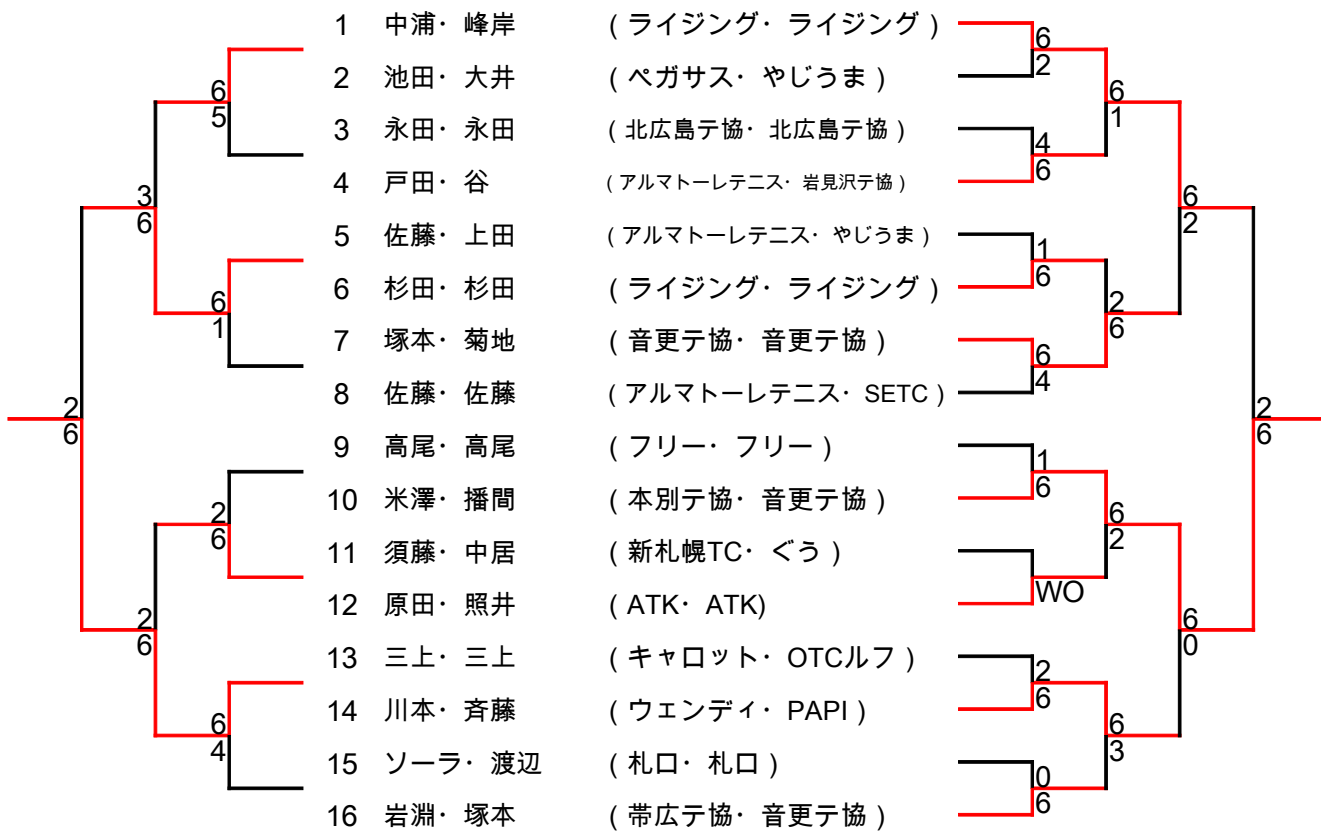 1 中浦・峰岸 (ライジング・ライジング)
2 池田・大井 (ペガサス・やじうま)
3 永田・永田 (北広島テ協・北広島テ協)
4 戸田・谷 (アルマトーレテニス・岩見沢テ協)
5 佐藤・上田 (アルマトーレテニス・やじうま)
6 杉田・杉田 (ライジング・ライジング)
7 塚本・菊地 (音更テ協・音更テ協)
8 佐藤・佐藤 (アルマトーレテニス・SETC)
9 高尾・高尾 (フリー・フリー)
10 米澤・播間 (本別テ協・音更テ協)
11 須藤・中居 (新札幌TC・ぐう)
12 原田・照井 (ATK・ATK)
13 三上・三上 (キャロット・OTCルフ)
14 川本・斉藤 (ウェンディ・PAPI)
15 ソーラ・渡辺 (札口・札口)
16 岩淵・塚本 (帯広テ協・音更テ協)
6
5
6
1
2
6
6
4
3
6
2
6
2
6
6
2
4
6
1
6
6
4
1
6
WO
2
6
0
6
6
1
2
6
6
2
6
3
6
2
6
0
2
6